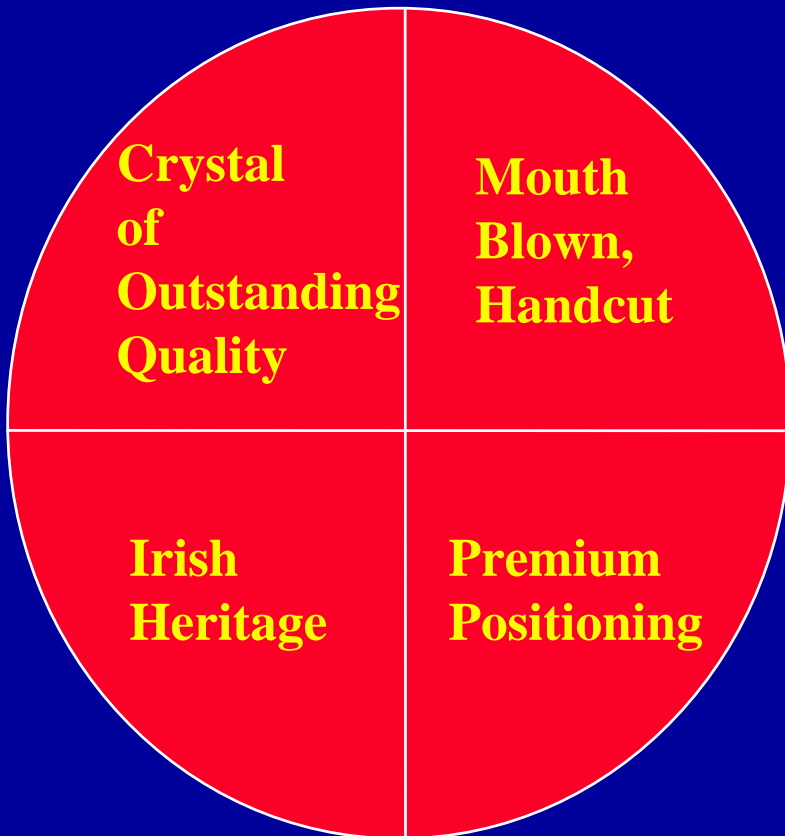 Crystal
of
Outstanding
Quality
Mouth
Blown,
Handcut
Irish
Heritage
Premium
Positioning